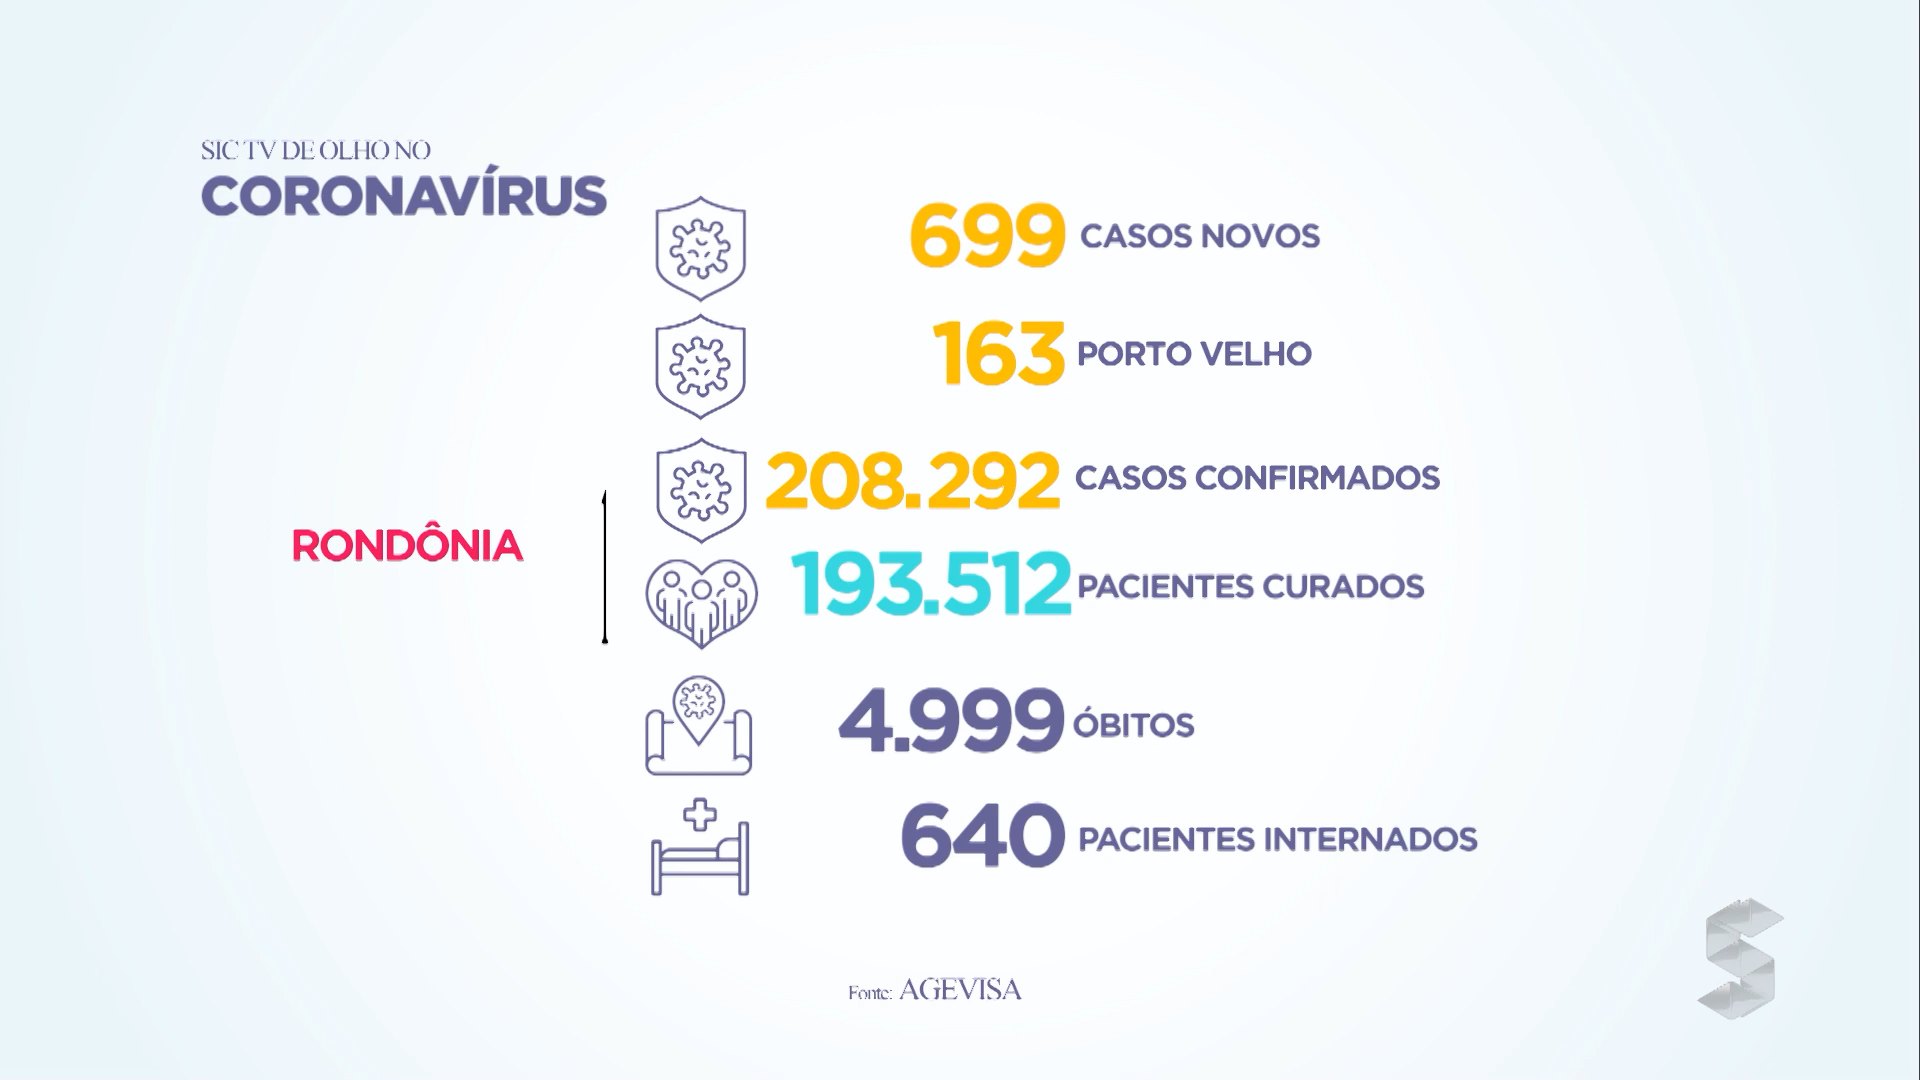 SIC TV DE OLHO NO
CORONAVÍRUS
699 CASOS NOVOS
163 PORTO VELHO
208.292 CASOS CONFIRMADOS
RONDÔNIA
193.512 PACIENTES CURADOS
4.999 ÓBITOS
640 PACIENTES INTERNADOS
Fonte: AGEVISA